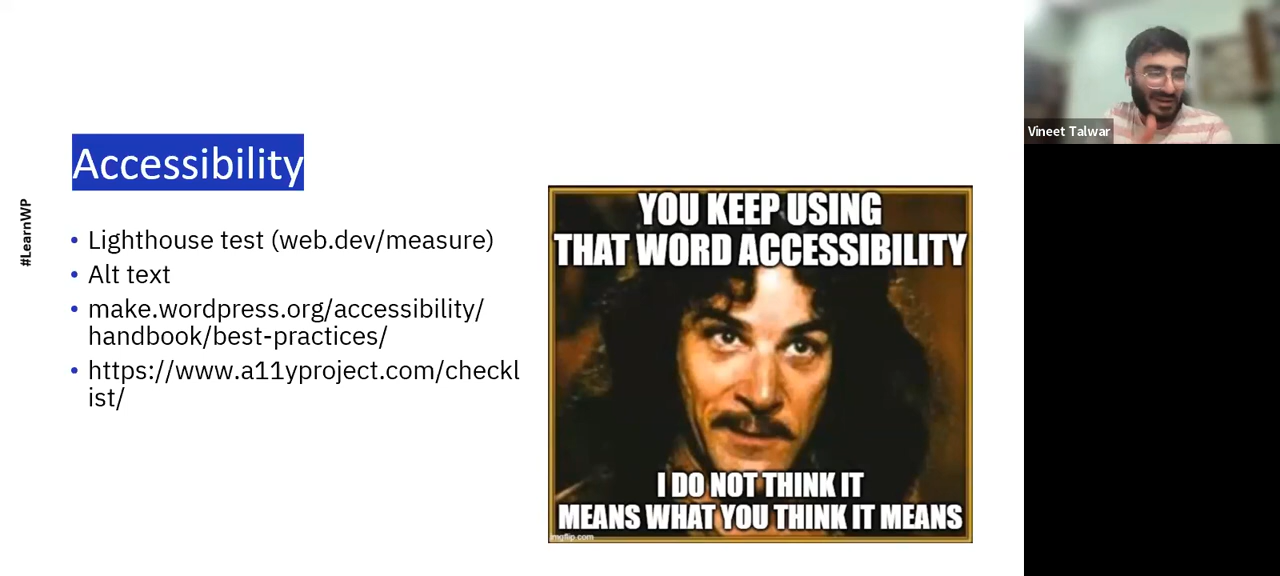 #LearnWP
Accessibility
• Lighthouse test (web.dev/measure)
• Alt text
• make.wordpress.org/accessibility/
handbook/best-practices/
• https://www.a11yproject.com/checkl
ist/
YOU KEEP USING
THAT WORD ACCESSIBILITY
I DO NOT THINK IT
MEANS WHAT YOU THINK IT MEANS
imgflip.com
Vineet Talwar